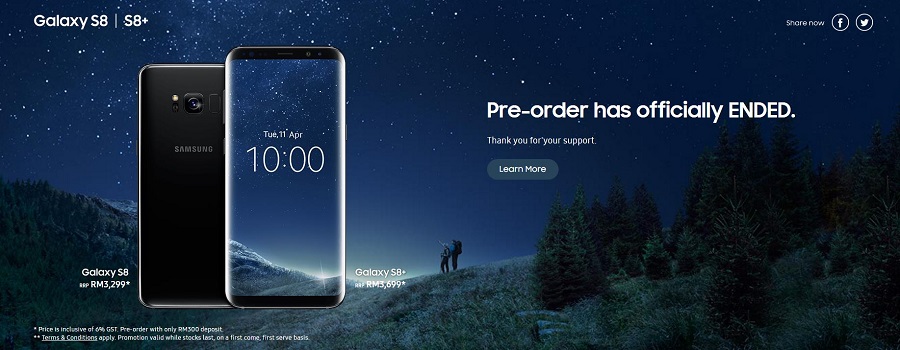 Galaxy S8 | S8+
Share now
Pre-order has officially ENDED.
Thank you for your support.
Learn More
SAMSUNG
Tue, 11 Apr
10:00
Galaxy S8
RRP RM3,299*
Galaxy S8+
RRP RM3,699*
* Price is inclusive of 6% GST. Pre-order with only RM300 deposit.
** Terms & Conditions apply. Promotion valid while stocks last, on a first come, first serve basis.